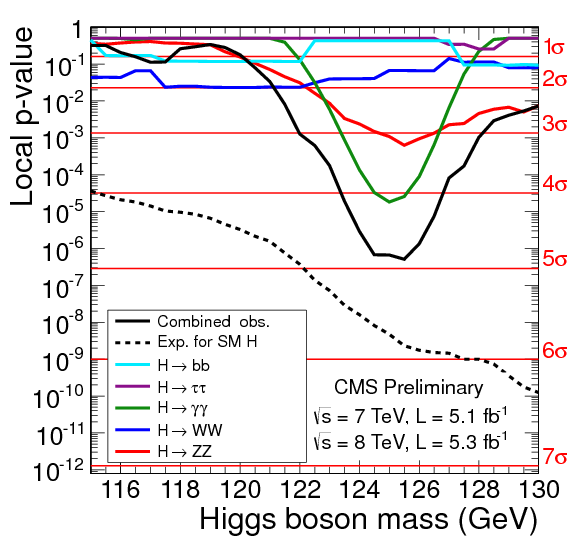 Local p-value
1
10⁻¹
10⁻²
10⁻³
10⁻⁴
10⁻⁵
10⁻⁶
10⁻⁷
10⁻⁸
10⁻⁹
10⁻¹⁰
10⁻¹¹
10⁻¹²
1σ
2σ
3σ
4σ
5σ
6σ
7σ
Combined obs.
Exp. for SM H
H → bb
H → ττ
H → γγ
H → WW
H → ZZ
CMS Preliminary
√s = 7 TeV, L = 5.1 fb⁻¹
√s = 8 TeV, L = 5.3 fb⁻¹
116 118 120 122 124 126 128 130
Higgs boson mass (GeV)